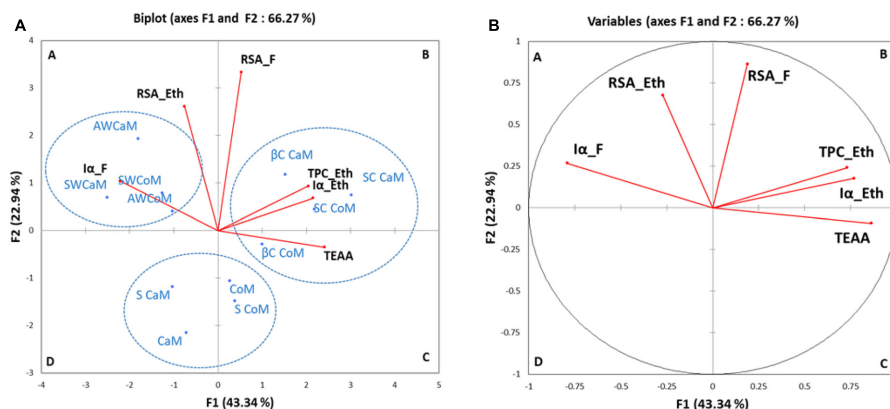 A
Biplot (axes F1 and F2 : 66.27 %)
A
B
RSA_F
RSA_Eth
AWCaM
Iα_F
SWCaM
SWCoM
AWCoM
βC CaM
TPC_Eth
Iα_Eth
SC CaM
SC CoM
βC CoM
TEAA
S CaM
CoM
S CoM
CaM
D
C
F2 (22.94 %)
5
4
3
2
1
0
-1
-2
-3
-4 -3 -2 -1 0 1 2 3 4 5
F1 (43.34 %)
B
Variables (axes F1 and F2 : 66.27 %)
A
B
RSA_Eth
RSA_F
Iα_F
TPC_Eth
Iα_Eth
TEAA
D
C
F2 (22.94 %)
1
0.75
0.5
0.25
0
-0.25
-0.5
-0.75
-1
-1 -0.75 -0.5 -0.25 0 0.25 0.5 0.75
F1 (43.34 %)